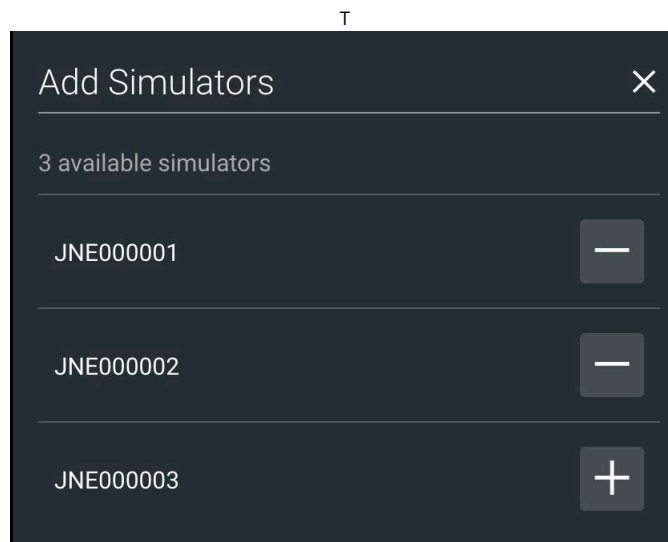 T
Add Simulators
3 available simulators
JNE000001
JNE000002
JNE000003